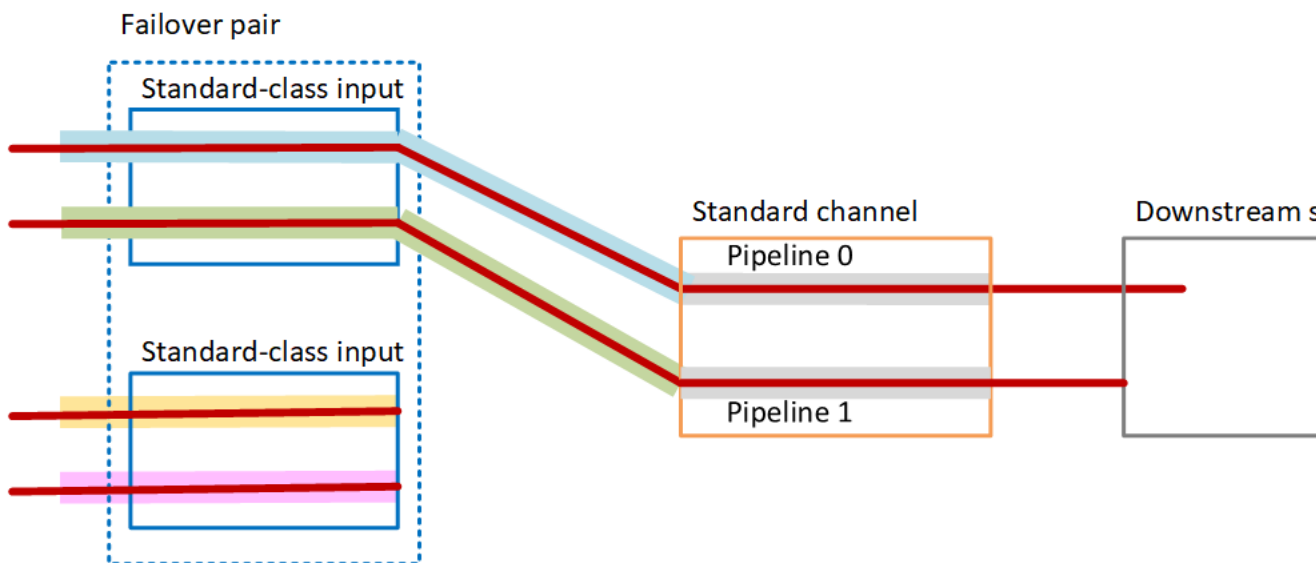 Failover pair
Standard-class input
Standard channel
Downstream s
Pipeline 0
Standard-class input
Pipeline 1